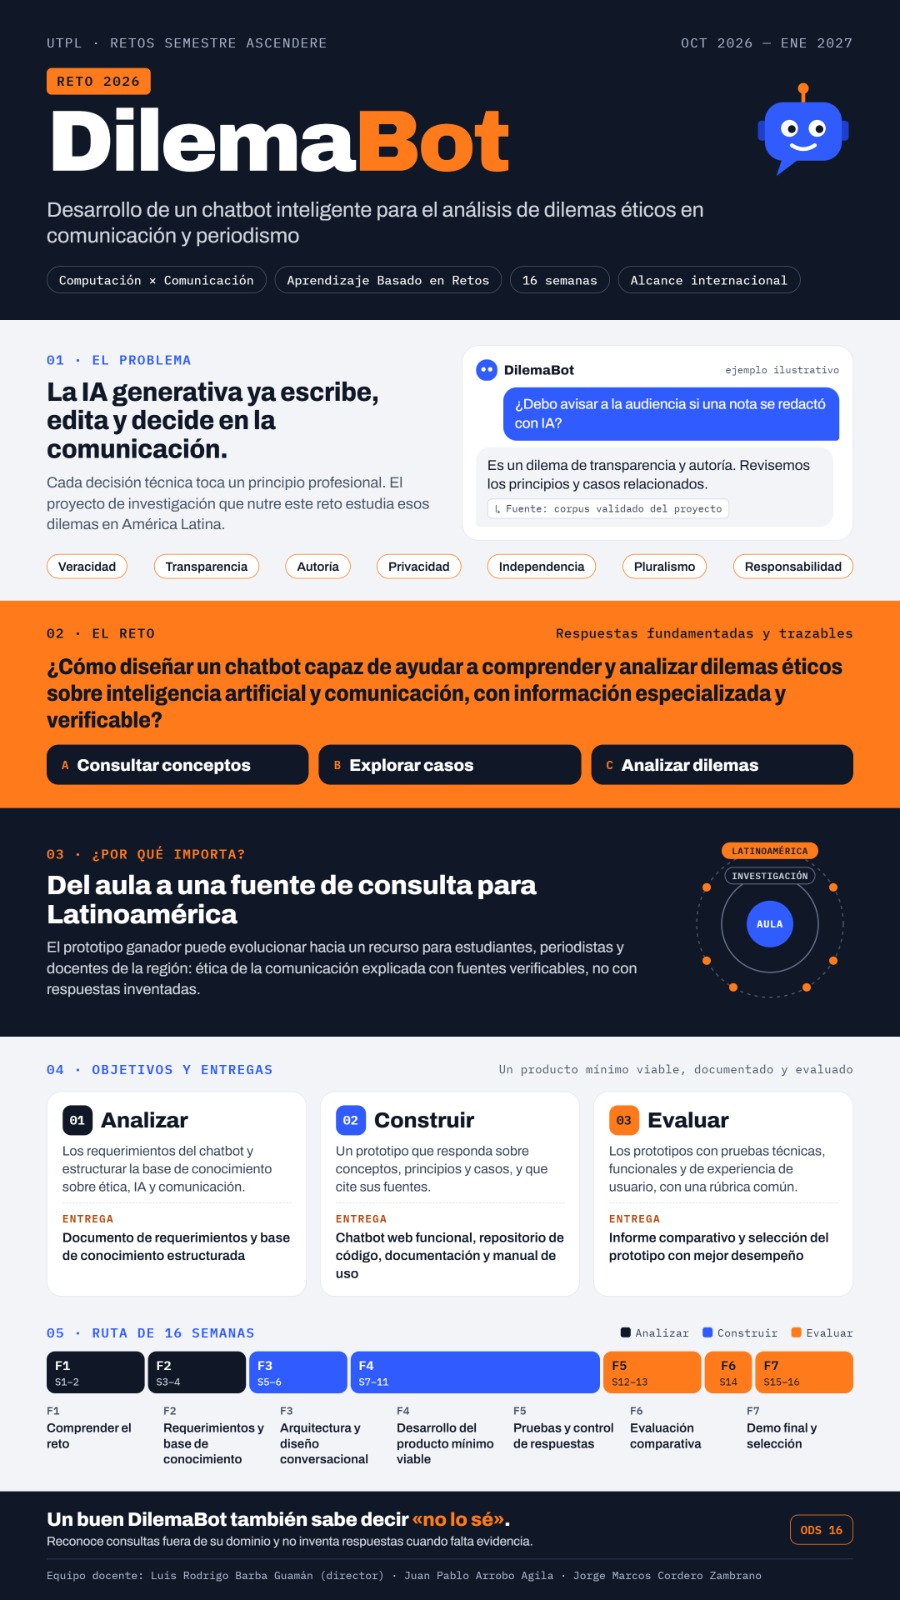 UTPL · RETOS SEMESTRE ASCENDERE
OCT 2026 — ENE 2027
RETO 2026
DilemaBot
Desarrollo de un chatbot inteligente para el análisis de dilemas éticos en
comunicación y periodismo
Computación × Comunicación
Aprendizaje Basado en Retos
16 semanas
Alcance internacional
01 · EL PROBLEMA
La IA generativa ya escribe,
edita y decide en la
comunicación.
Cada decisión técnica toca un principio profesional. El
proyecto de investigación que nutre este reto estudia esos
dilemas en América Latina.
DilemaBot
ejemplo ilustrativo
¿Debo avisar a la audiencia si una nota se redactó
con IA?
Es un dilema de transparencia y autoría. Revisemos
los principios y casos relacionados.
↳ Fuente: corpus validado del proyecto
Veracidad
Transparencia
Autoría
Privacidad
Independencia
Pluralismo
Responsabilidad
02 · EL RETO
Respuestas fundamentadas y trazables
¿Cómo diseñar un chatbot capaz de ayudar a comprender y analizar dilemas éticos
sobre inteligencia artificial y comunicación, con información especializada y
verificable?
A Consultar conceptos
B Explorar casos
C Analizar dilemas
03 · ¿POR QUÉ IMPORTA?
Del aula a una fuente de consulta para
Latinoamérica
El prototipo ganador puede evolucionar hacia un recurso para estudiantes, periodistas y
docentes de la región: ética de la comunicación explicada con fuentes verificables, no con
respuestas inventadas.
LATINOAMÉRICA
INVESTIGACIÓN
AULA
04 · OBJETIVOS Y ENTREGAS
Un producto mínimo viable, documentado y evaluado
01 Analizar
Los requerimientos del chatbot y
estructurar la base de conocimiento
sobre ética, IA y comunicación.
ENTREGA
Documento de requerimientos y base
de conocimiento estructurada
02 Construir
Un prototipo que responda sobre
conceptos, principios y casos, y que
cite sus fuentes.
ENTREGA
Chatbot web funcional, repositorio de
código, documentación y manual de
uso
03 Evaluar
Los prototipos con pruebas técnicas,
funcionales y de experiencia de
usuario, con una rúbrica común.
ENTREGA
Informe comparativo y selección del
prototipo con mejor desempeño
05 · RUTA DE 16 SEMANAS
Analizar
Construir
Evaluar
F1
S1–2
F2
S3–4
F3
S5–6
F4
S7–11
F5
S12–13
F6
S14
F7
S15–16
F1
Comprender el
reto
F2
Requerimientos y
base de
conocimiento
F3
Arquitectura y
diseño
conversacional
F4
Desarrollo del
producto mínimo
viable
F5
Pruebas y control
de respuestas
F6
Evaluación
comparativa
F7
Demo final y
selección
Un buen DilemaBot también sabe decir «no lo sé».
Reconoce consultas fuera de su dominio y no inventa respuestas cuando falta evidencia.
ODS 16
Equipo docente: Luis Rodrigo Barba Guamán (director) · Juan Pablo Arrobo Agila · Jorge Marcos Cordero Zambrano